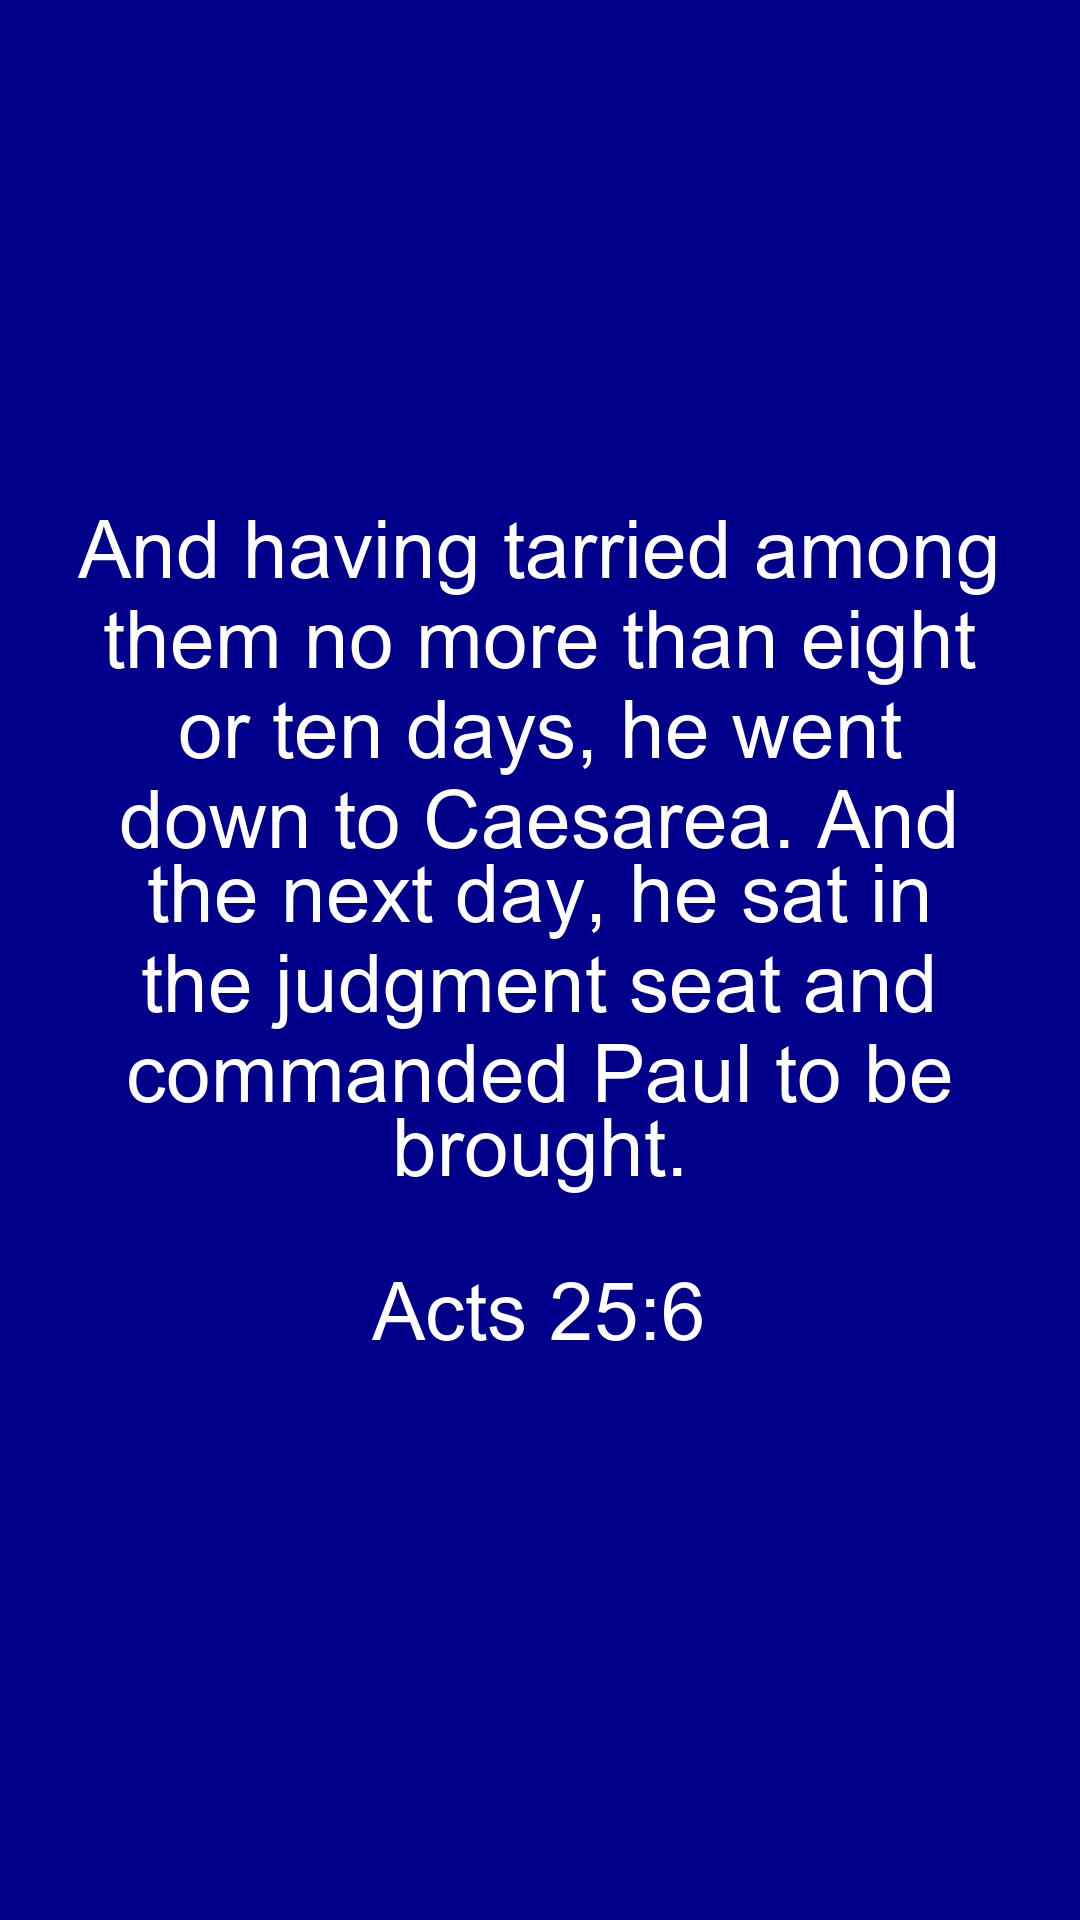 And having tarried among
them no more than eight
or ten days, he went
down to Caesarea. And
the next day, he sat in
the judgment seat and
commanded Paul to be
brought.
Acts 25:6